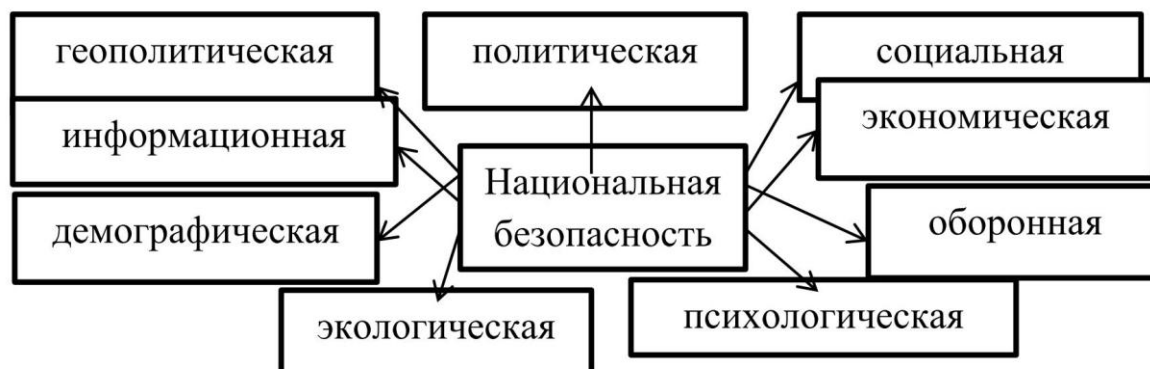 геополитическая
политическая
социальная
информационная
экономическая
Национальная
безопасность
демографическая
оборонная
экологическая
психологическая